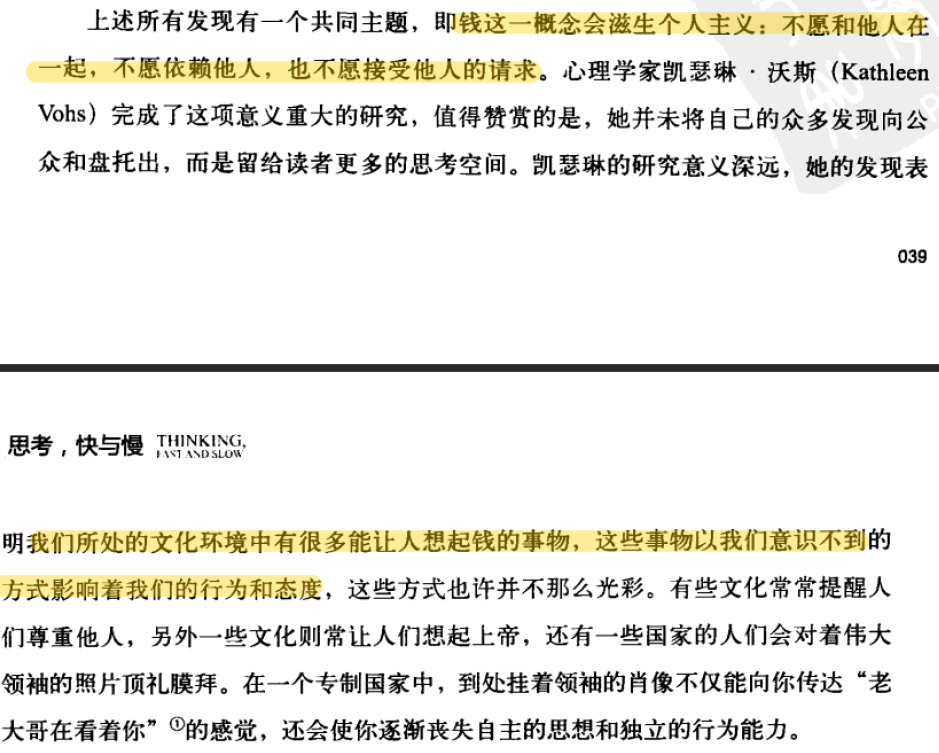 上述所有发现有一个共同主题，即钱这一概念会滋生个人主义：不愿和他人在
一起，不愿依赖他人，也不愿接受他人的请求。心理学家凯瑟琳·沃斯（Kathleen
Vohs）完成了这项意义重大的研究，值得赞赏的是，她并未将自己的众多发现向公
众和盘托出，而是留给读者更多的思考空间。凯瑟琳的研究意义深远，她的发现表
039
思考，快与慢 THINKING,
FAST AND SLOW
明我们所处的文化环境中有很多能让人想起钱的事物，这些事物以我们意识不到的
方式影响着我们的行为和态度，这些方式也许并不那么光彩。有些文化常常提醒人
们尊重他人，另外一些文化则常让人们想起上帝，还有一些国家的人们会对着伟大
领袖的照片顶礼膜拜。在一个专制国家中，到处挂着领袖的肖像不仅能向你传达“老
大哥在看着你”①的感觉，还会使你逐渐丧失自主的思想和独立的行为能力。